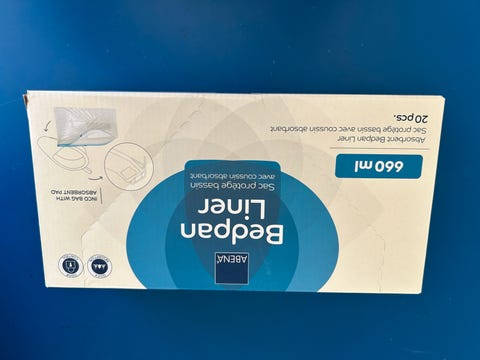 ABENA®
Bedpan
Liner
Sac protège bassin
avec coussin absorbant
660 ml
Absorbent Bedpan Liner
Sac protège bassin avec coussin absorbant
20 pcs.
INCO BAG WITH
ABSORBENT PAD